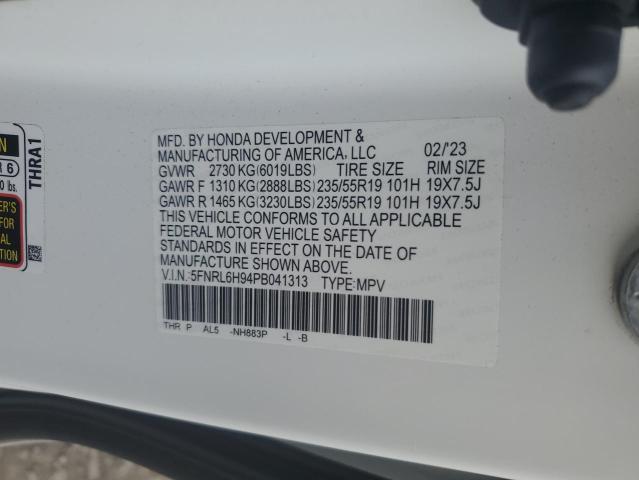 MFD. BY HONDA DEVELOPMENT &
MANUFACTURING OF AMERICA, LLC 02/'23
GVWR 2730 KG (6019LBS) TIRE SIZE RIM SIZE
GAWR F 1310 KG (2888LBS) 235/55R19 101H 19X7.5J
GAWR R 1465 KG (3230LBS) 235/55R19 101H 19X7.5J
THIS VEHICLE CONFORMS TO ALL APPLICABLE
FEDERAL MOTOR VEHICLE SAFETY
STANDARDS IN EFFECT ON THE DATE OF
MANUFACTURE SHOWN ABOVE.
V.I.N.:5FNRL6H94PB041313 TYPE:MPV
THR P AL5 -NH883P -L -B
THRA1
6
lbs.